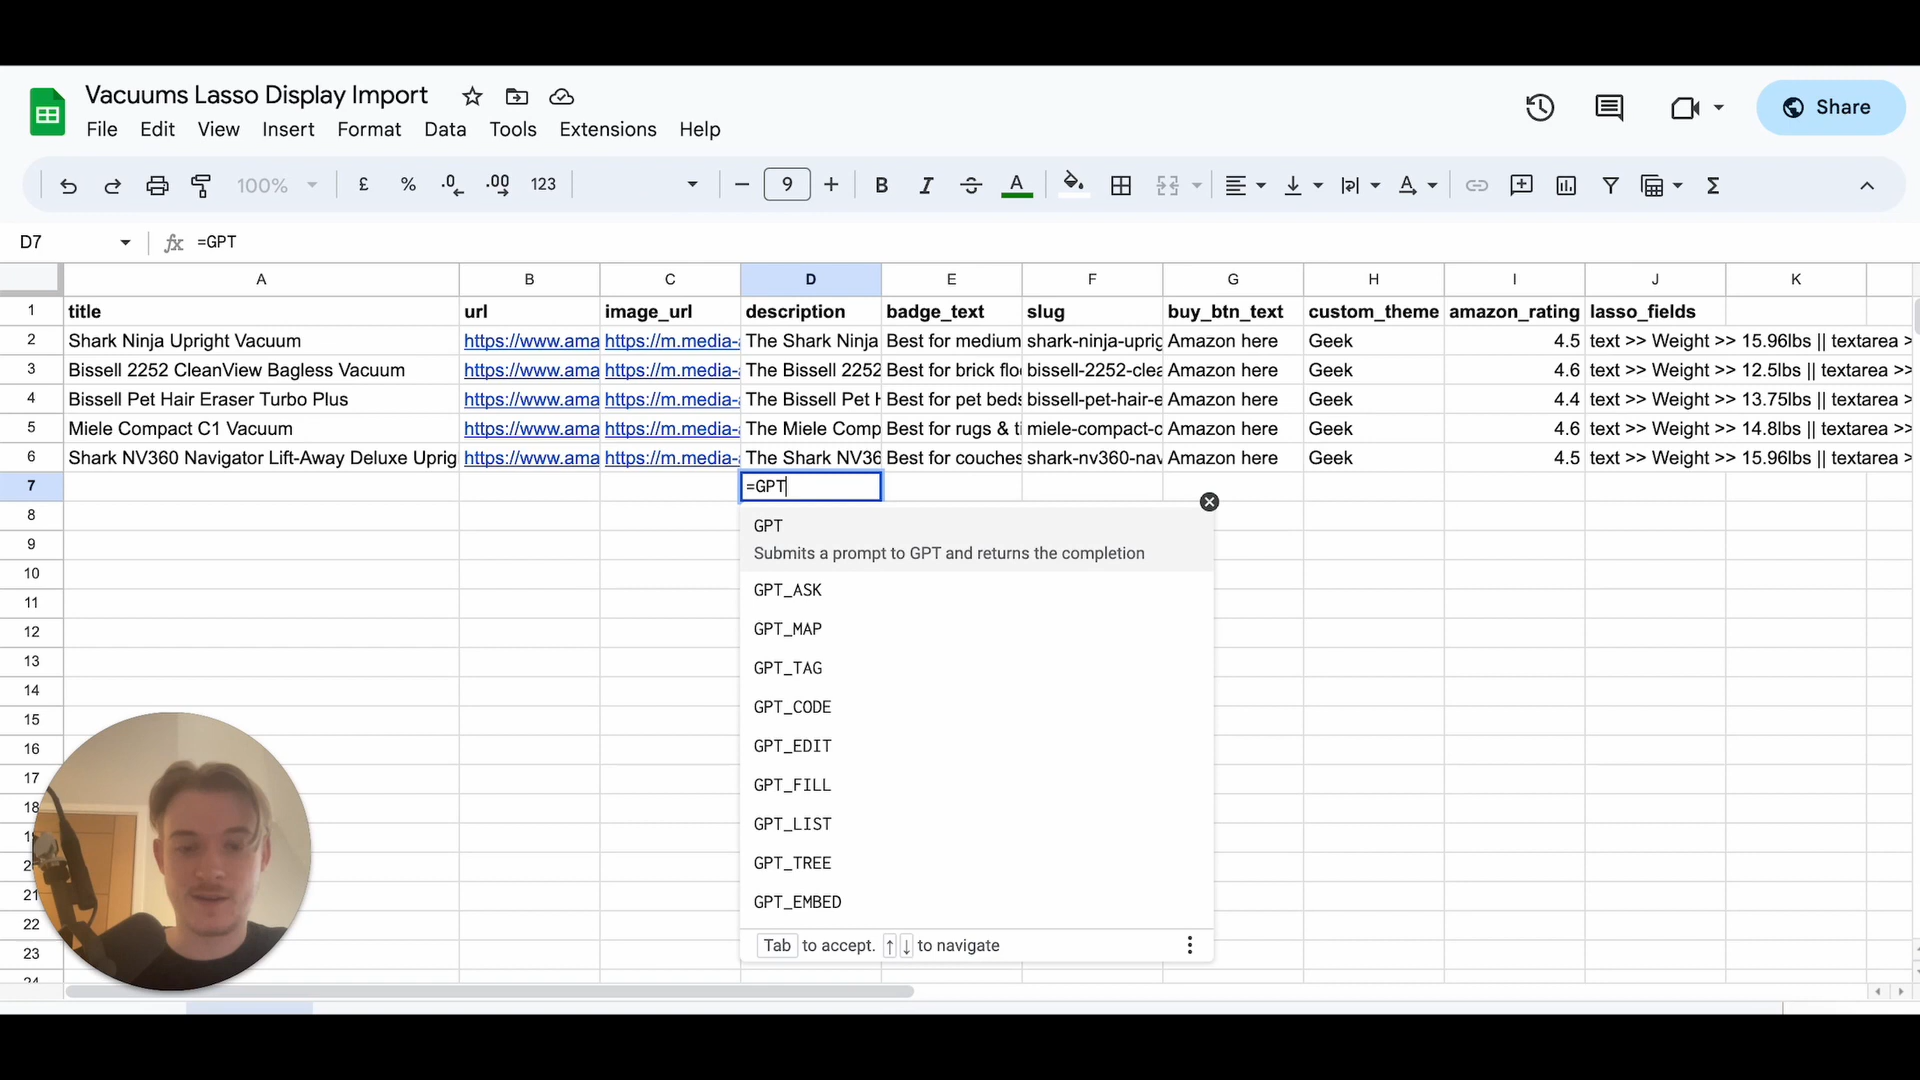 Vacuums Lasso Display Import
File Edit View Insert Format Data Tools Extensions Help
Share
100% £ % .0 .00 123 9 B I A Σ
D7 fx =GPT
A B C D E F G H I J K
1 title url image_url description badge_text slug buy_btn_text custom_theme amazon_rating lasso_fields
2 Shark Ninja Upright Vacuum https://www.ama https://m.media-a The Shark Ninja Best for medium shark-ninja-uprig Amazon here Geek 4.5 text >> Weight >> 15.96lbs || textarea >
3 Bissell 2252 CleanView Bagless Vacuum https://www.ama https://m.media-a The Bissell 2252 Best for brick floo bissell-2252-clea Amazon here Geek 4.6 text >> Weight >> 12.5lbs || textarea >>
4 Bissell Pet Hair Eraser Turbo Plus https://www.ama https://m.media-a The Bissell Pet H Best for pet beds bissell-pet-hair-e Amazon here Geek 4.4 text >> Weight >> 13.75lbs || textarea >
5 Miele Compact C1 Vacuum https://www.ama https://m.media-a The Miele Comp Best for rugs & ti miele-compact-c Amazon here Geek 4.6 text >> Weight >> 14.8lbs || textarea >>
6 Shark NV360 Navigator Lift-Away Deluxe Uprig https://www.ama https://m.media-a The Shark NV36 Best for couches shark-nv360-nav Amazon here Geek 4.5 text >> Weight >> 15.96lbs || textarea >
7 =GPT
8
GPT
9
Submits a prompt to GPT and returns the completion
10
GPT_ASK
11
12
GPT_MAP
13
GPT_TAG
14
GPT_CODE
15
16
GPT_EDIT
17
GPT_FILL
18
GPT_LIST
GPT_TREE
21
GPT_EMBED
22
23
Tab to accept. ↑ ↓ to navigate